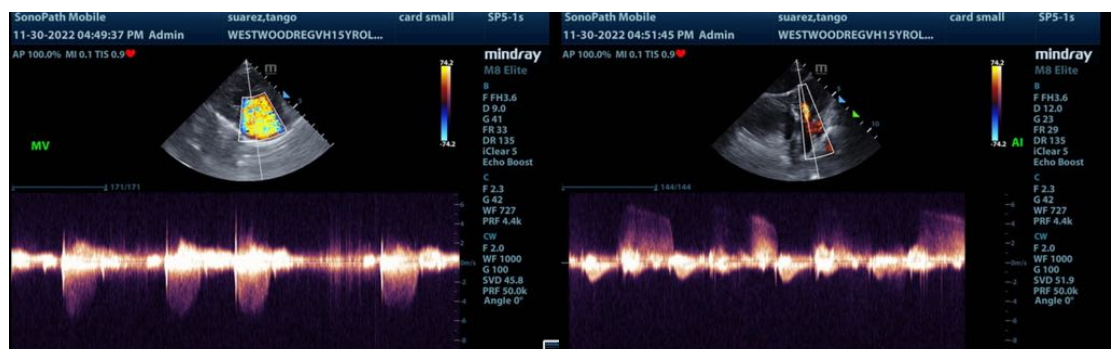 SonoPath Mobile suarez,tango card small SP5-1s
11-30-2022 04:49:37 PM Admin WESTWOODREGVH15YROL...
AP 100.0% MI 0.1 TIS 0.9
mindray
M8 Elite
m
74.2
-74.2
B
F FH3.6
D 9.0
G 41
FR 33
DR 135
iClear 5
Echo Boost
MV
171/171
C
F 2.3
G 42
WF 727
PRF 4.4k
CW
F 2.0
WF 1000
G 100
SVD 45.8
PRF 50.0k
Angle 0°
SonoPath Mobile suarez,tango card small SP5-1s
11-30-2022 04:51:45 PM Admin WESTWOODREGVH15YROL...
AP 100.0% MI 0.1 TIS 0.9
mindray
M8 Elite
m
74.2
-74.2
10
B
F FH3.6
D 12.0
G 23
FR 29
DR 135
iClear 5
Echo Boost
AI
144/144
C
F 2.3
G 42
WF 727
PRF 4.4k
CW
F 2.0
WF 1000
G 100
SVD 51.9
PRF 50.0k
Angle 0°